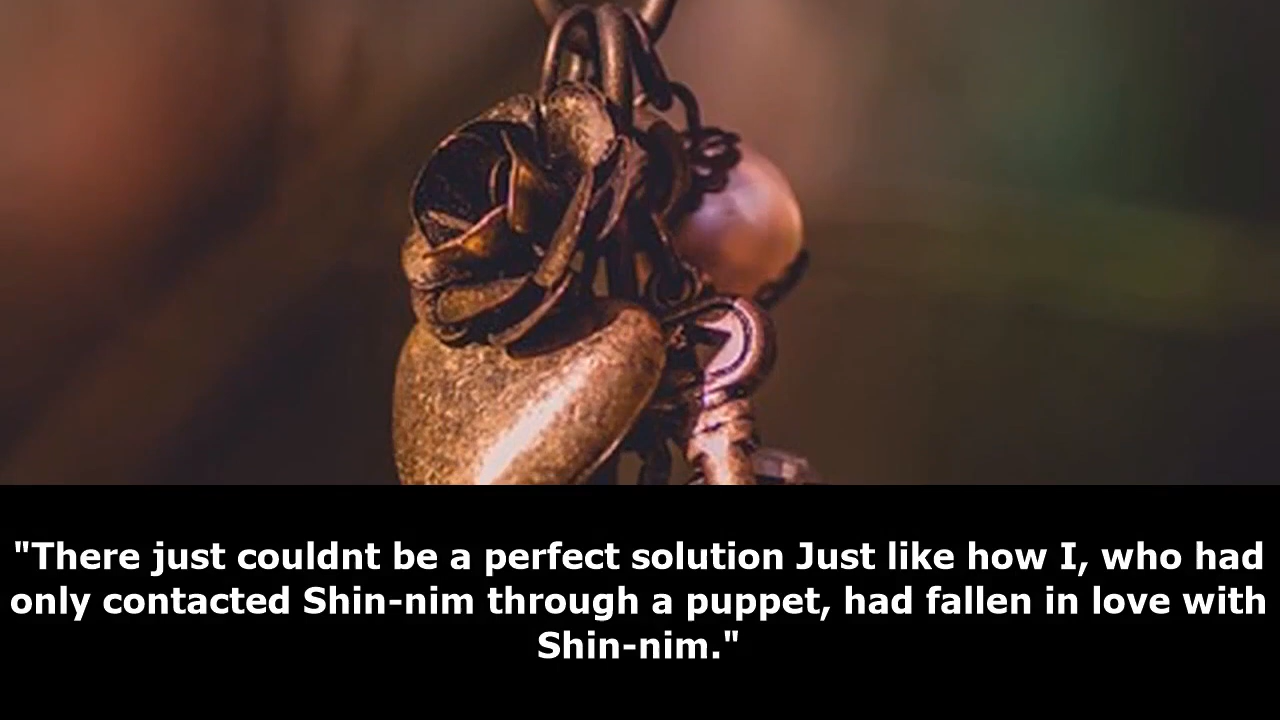 "There just couldnt be a perfect solution Just like how I, who had
only contacted Shin-nim through a puppet, had fallen in love with
Shin-nim."